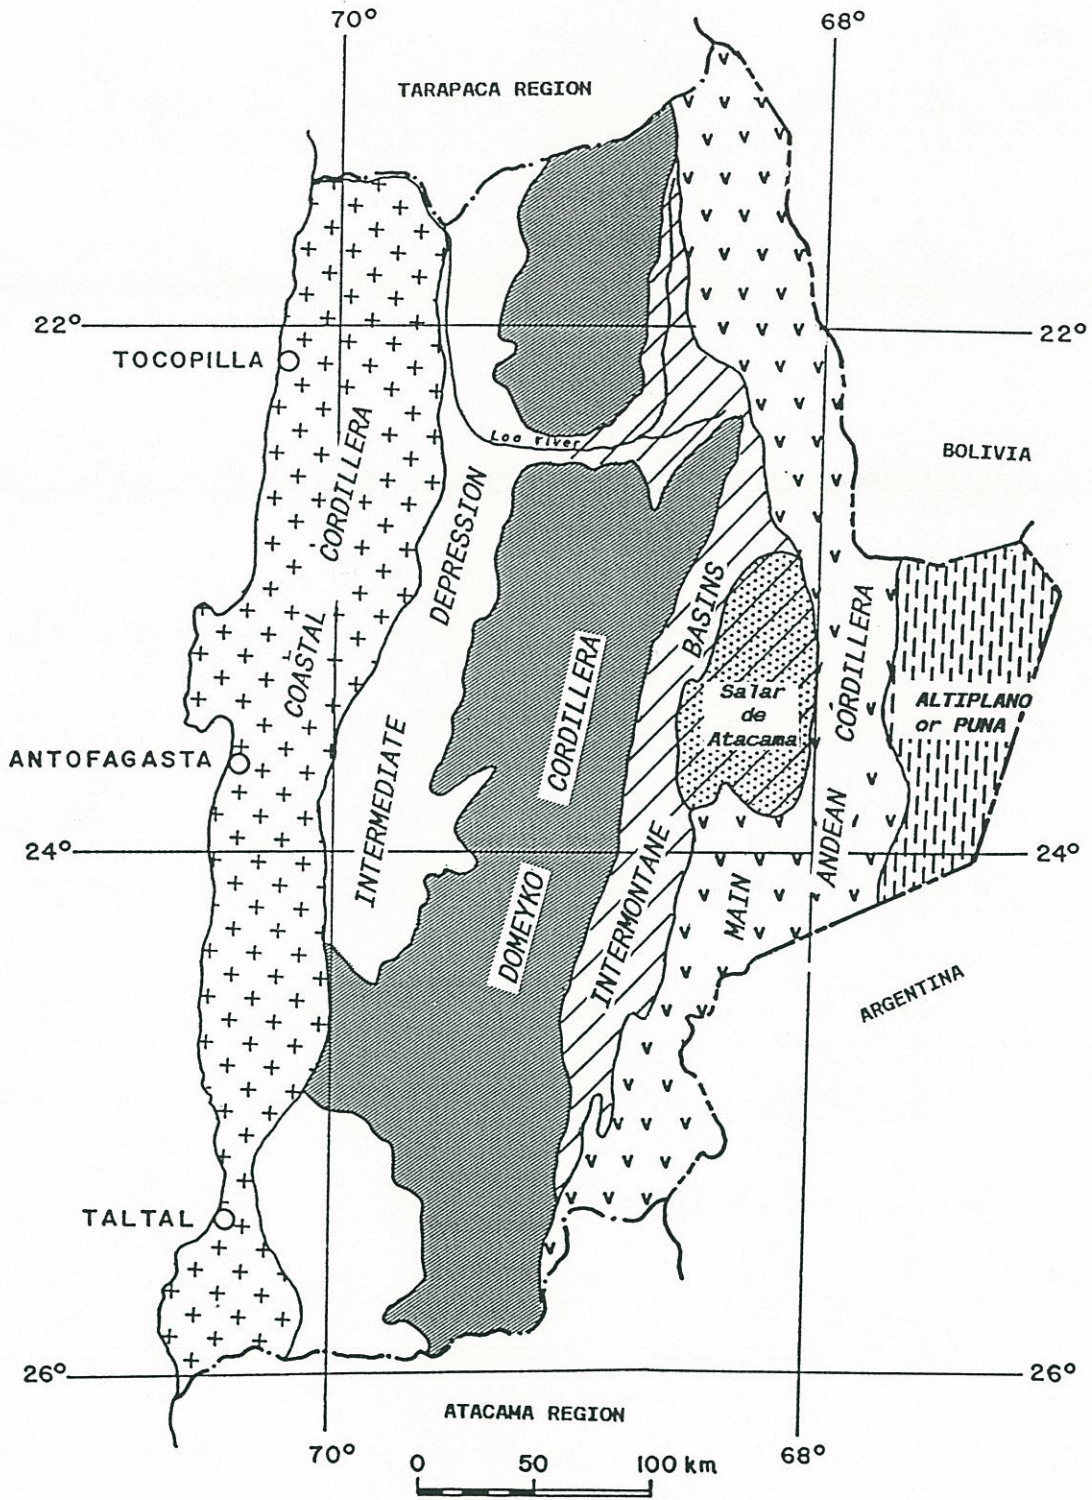 70°
68°
TARAPACA REGION
22°
22°
TOCOPILLA
Loa river
BOLIVIA
COASTAL CORDILLERA
INTERMEDIATE DEPRESSION
DOMEYKO CORDILLERA
INTERMONTANE BASINS
Salar
de
Atacama
MAIN ANDEAN CORDILLERA
ALTIPLANO
or PUNA
ANTOFAGASTA
24°
24°
ARGENTINA
TALTAL
26°
26°
ATACAMA REGION
70°
68°
0 50 100 km